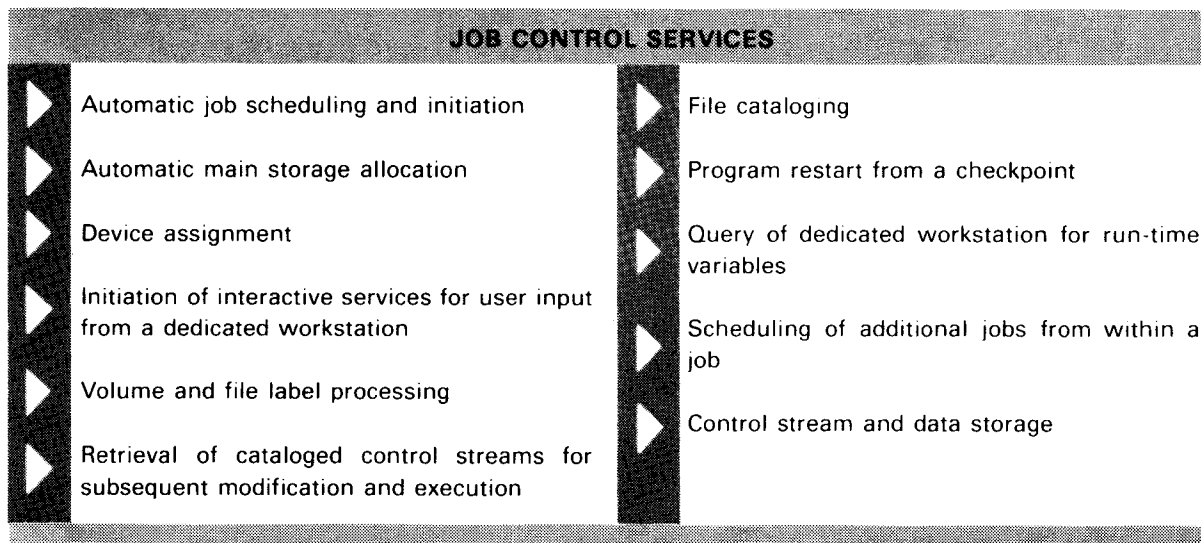 JOB CONTROL SERVICES
Automatic job scheduling and initiation
Automatic main storage allocation
Device assignment
Initiation of interactive services for user input
from a dedicated workstation
Volume and file label processing
Retrieval of cataloged control streams for
subsequent modification and execution
File cataloging
Program restart from a checkpoint
Query of dedicated workstation for run-time
variables
Scheduling of additional jobs from within a
job
Control stream and data storage